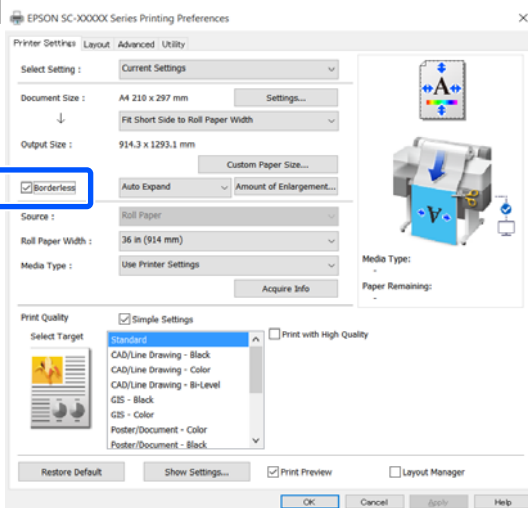 EPSON SC-XXXXX Series Printing Preferences
Printer Settings Layout Advanced Utility
Select Setting : Current Settings
Document Size : A4 210 x 297 mm Settings...
Fit Short Side to Roll Paper Width
Output Size : 914.3 x 1293.1 mm
Custom Paper Size...
Borderless Auto Expand Amount of Enlargement...
Source : Roll Paper
Roll Paper Width : 36 in (914 mm)
Media Type : Use Printer Settings
Acquire Info
A
V
Media Type:
-
Paper Remaining:
-
Print Quality Simple Settings
Select Target
Standard
CAD/Line Drawing - Black
CAD/Line Drawing - Color
CAD/Line Drawing - Bi-Level
GIS - Black
GIS - Color
Poster/Document - Color
Poster/Document - Black
Print with High Quality
Restore Default Show Settings... Print Preview Layout Manager
OK Cancel Apply Help